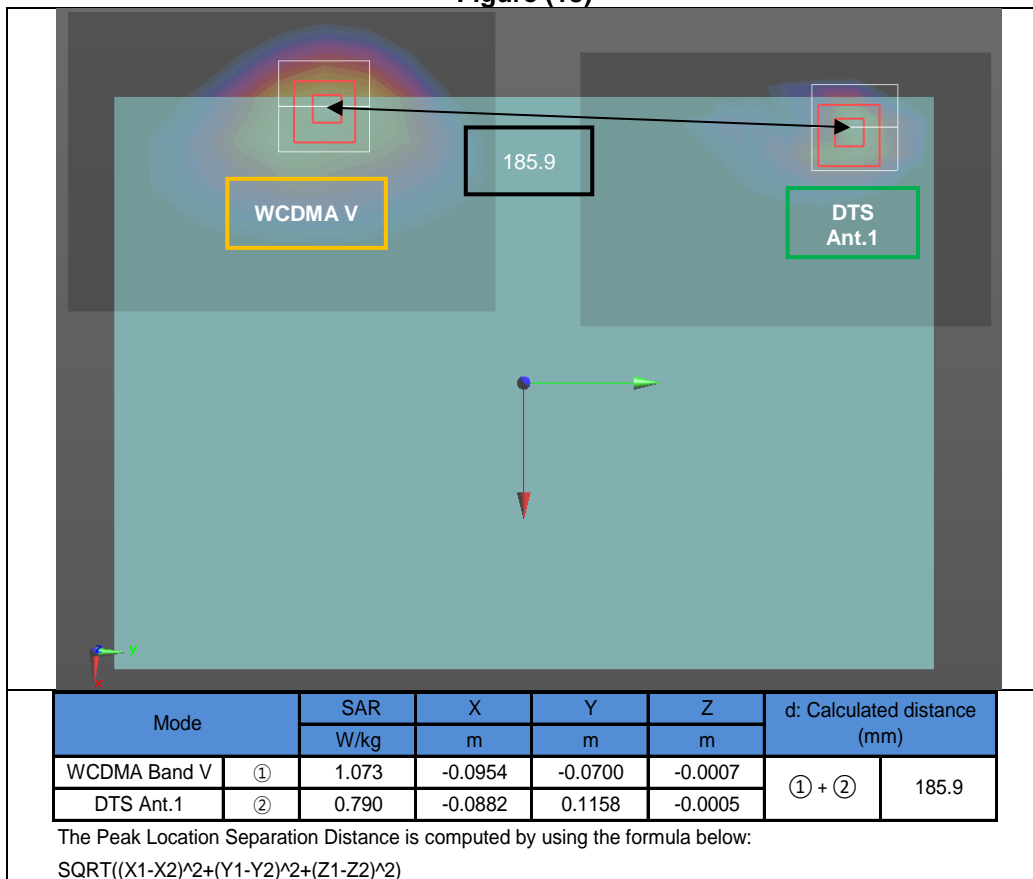 185.9
WCDMA V
DTS
Ant.1
y
x
Mode SAR X Y Z d: Calculated distance
W/kg m m m (mm)
WCDMA Band V ① 1.073 -0.0954 -0.0700 -0.0007 ① + ② 185.9
DTS Ant.1 ② 0.790 -0.0882 0.1158 -0.0005
The Peak Location Separation Distance is computed by using the formula below:
SQRT((X1-X2)^2+(Y1-Y2)^2+(Z1-Z2)^2)